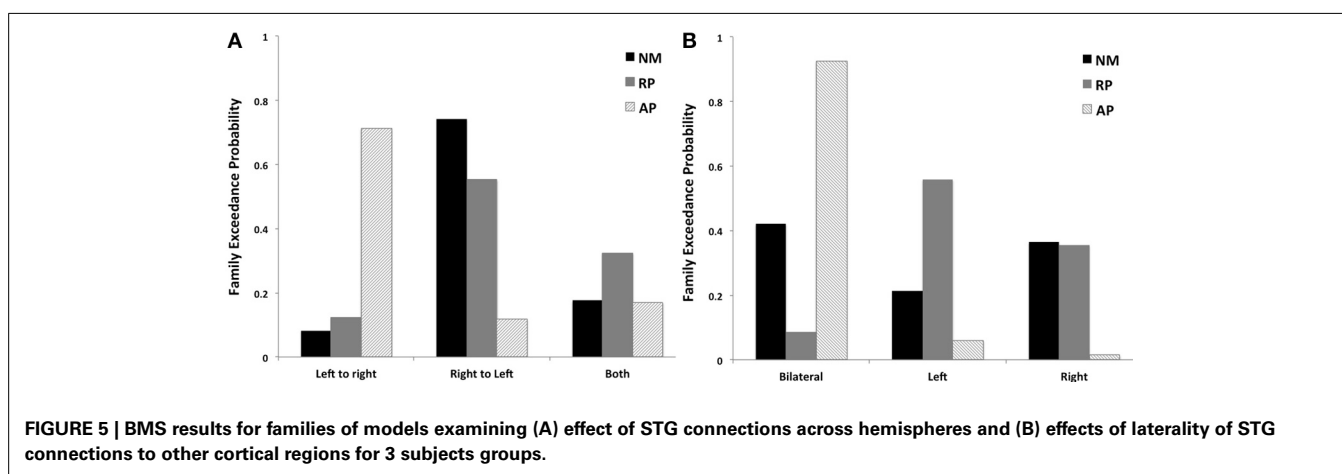 A
Family Exceedance Probability
1
0.8
0.6
0.4
0.2
0
NM
RP
AP
Left to right
Right to Left
Both
B
Family Exceedance Probability
1
0.8
0.6
0.4
0.2
0
NM
RP
AP
Bilateral
Left
Right
FIGURE 5 | BMS results for families of models examining (A) effect of STG connections across hemispheres and (B) effects of laterality of STG
connections to other cortical regions for 3 subjects groups.